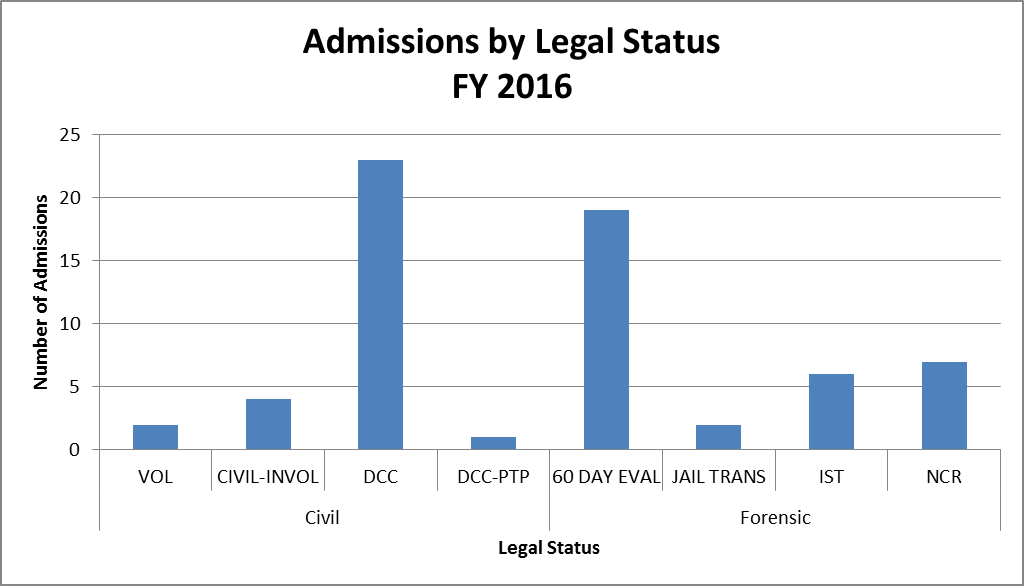 Admissions by Legal Status
FY 2016
25
20
15
10
5
0
Number of Admissions
VOL CIVIL-INVOL DCC DCC-PTP 60 DAY EVAL JAIL TRANS IST NCR
Civil Forensic
Legal Status